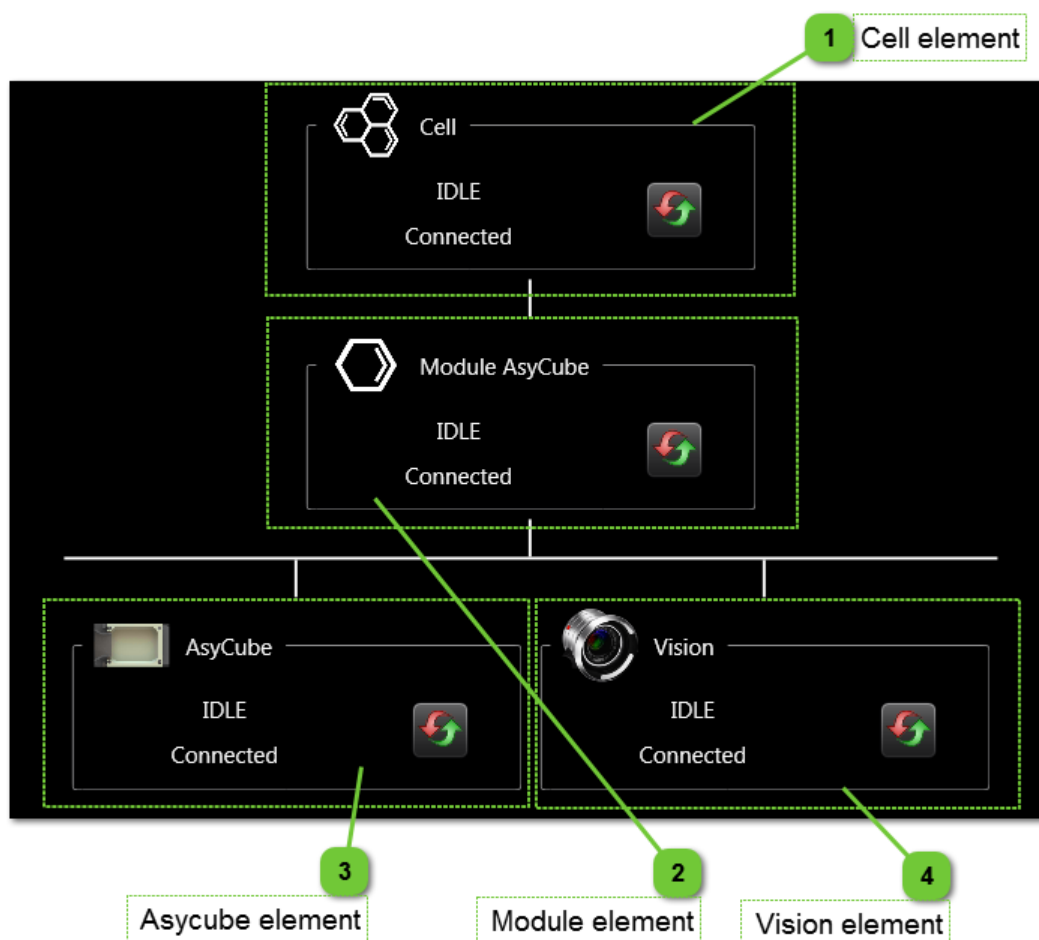 1 Cell element
Cell
IDLE
Connected
Module AsyCube
IDLE
Connected
AsyCube
IDLE
Connected
Vision
IDLE
Connected
3
Asycube element
2
Module element
4
Vision element